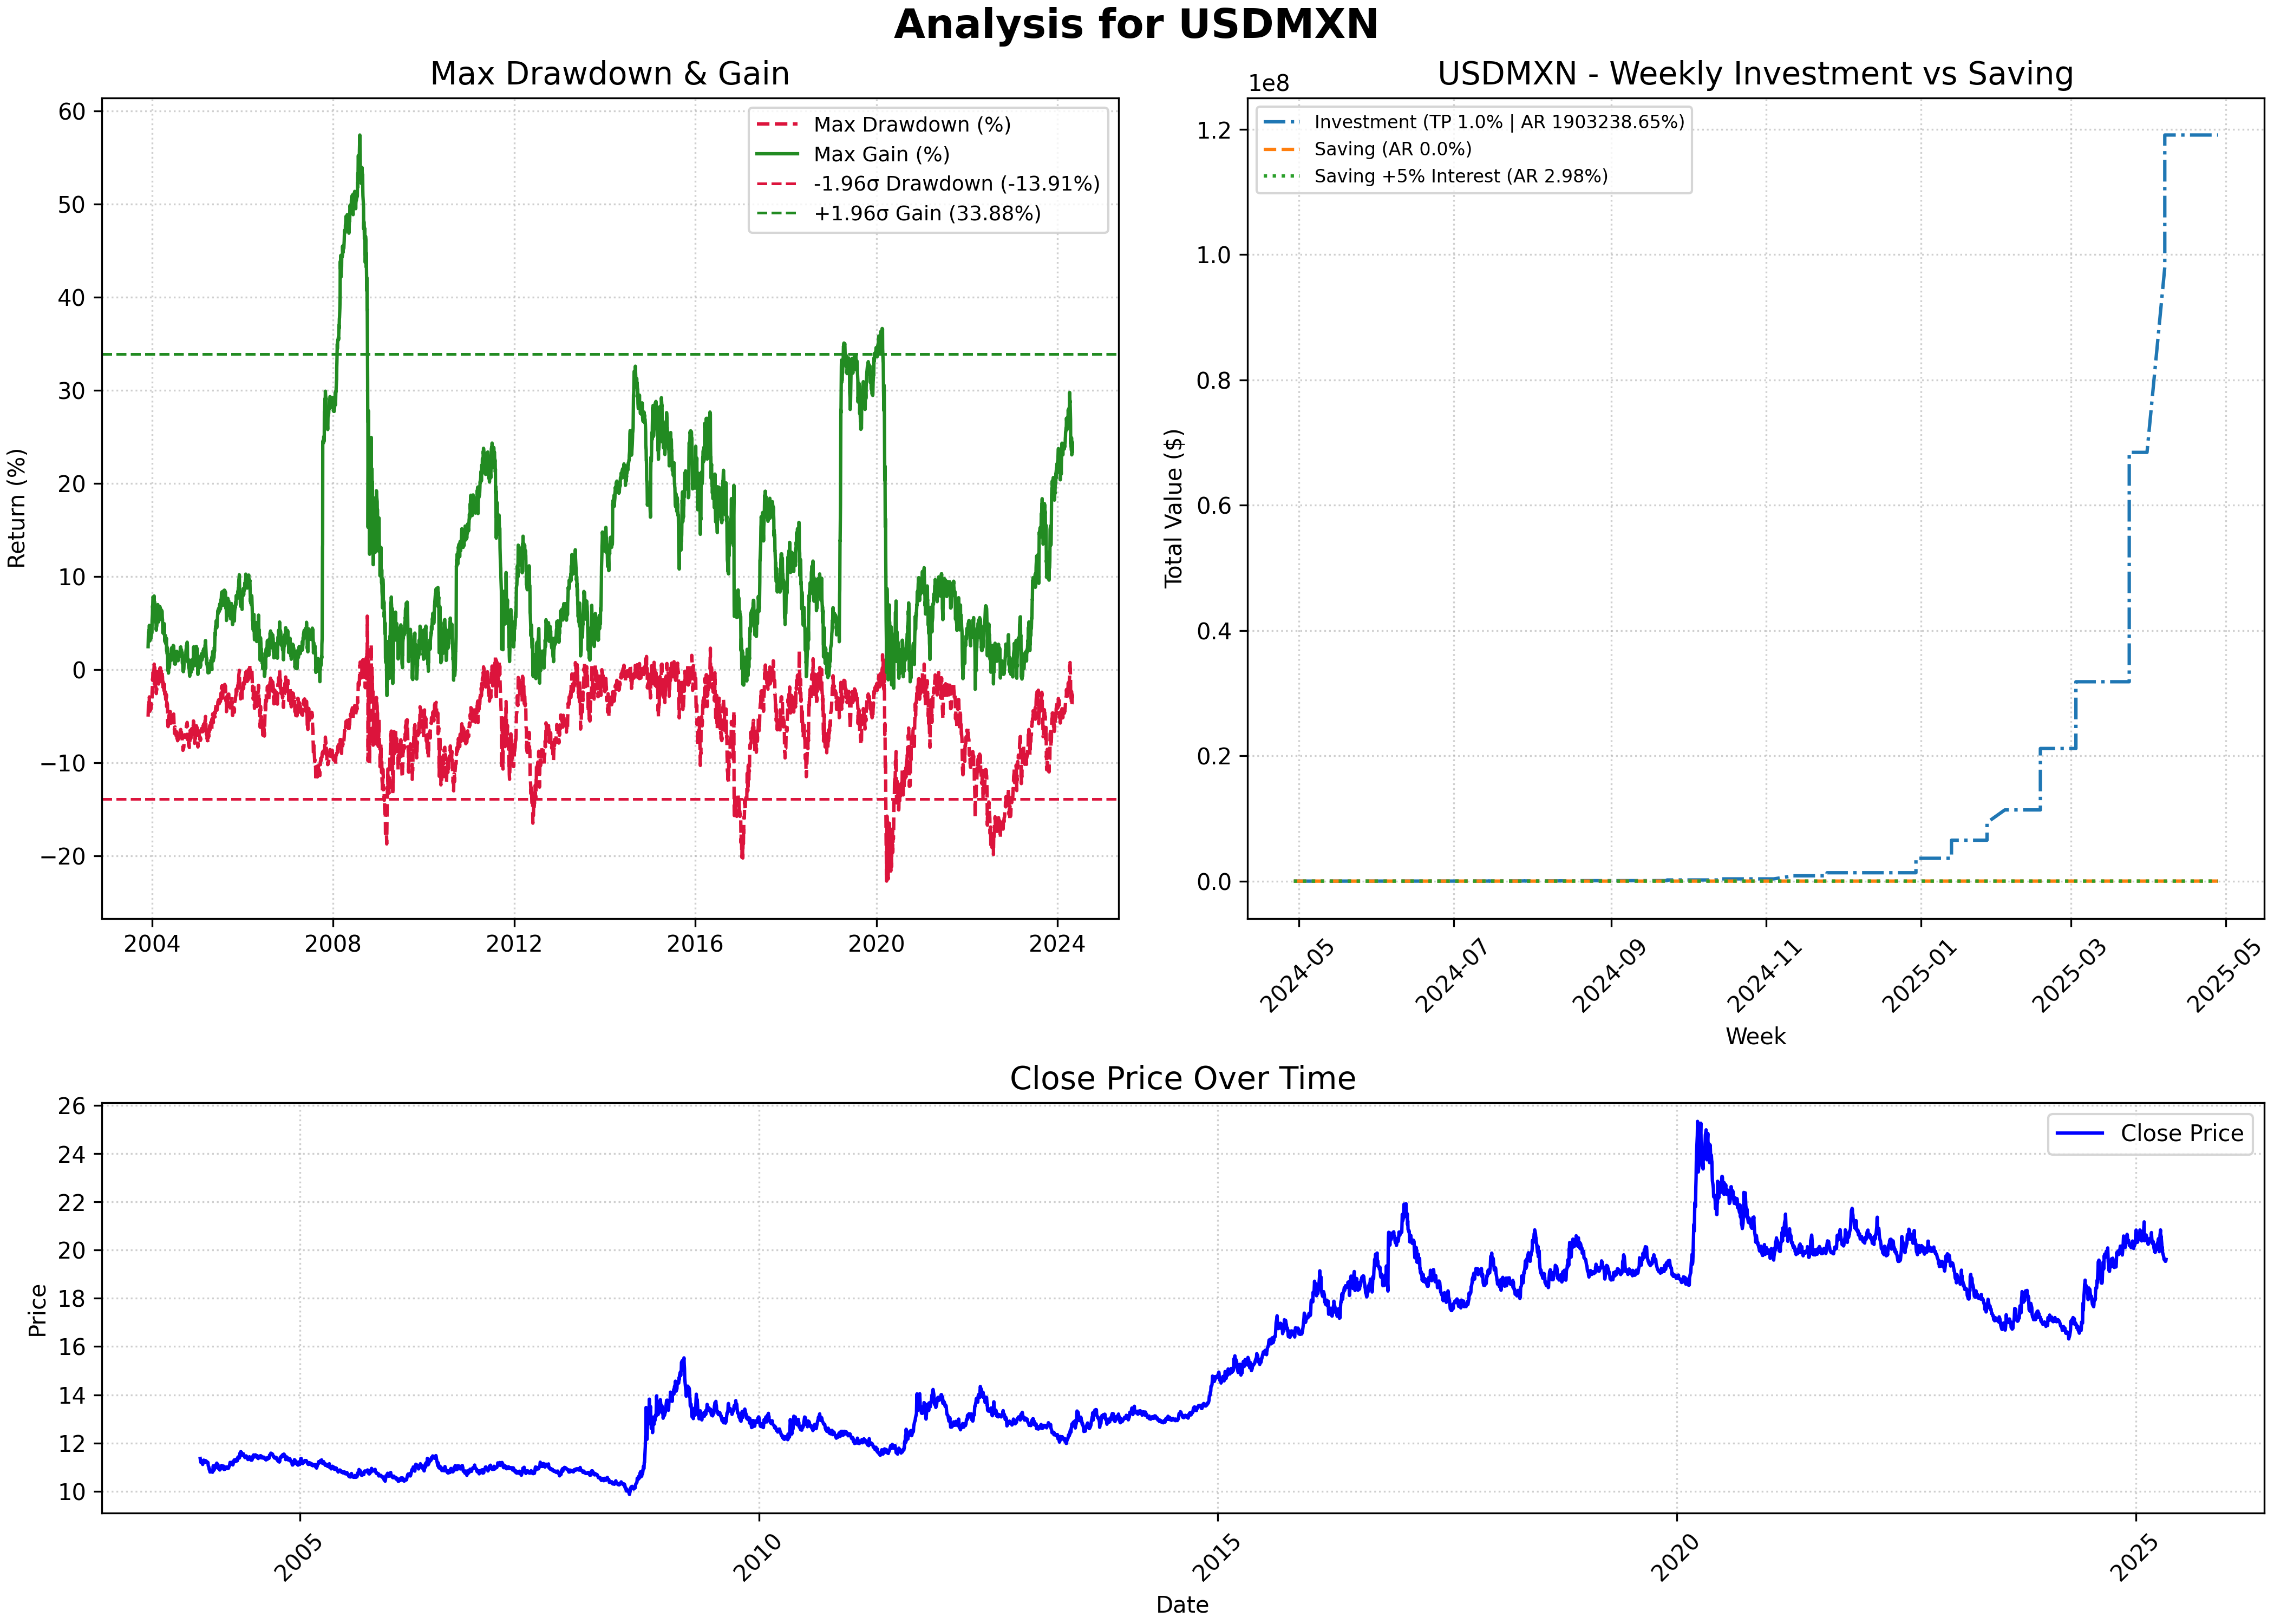 Analysis for USDMXN
Max Drawdown & Gain
Return (%)
60
50
40
30
20
10
0
−10
−20
2004
2008
2012
2016
2020
2024
Max Drawdown (%)
Max Gain (%)
-1.96σ Drawdown (-13.91%)
+1.96σ Gain (33.88%)
USDMXN - Weekly Investment vs Saving
1e8
Total Value ($)
1.2
1.0
0.8
0.6
0.4
0.2
0.0
2024-05
2024-07
2024-09
2024-11
2025-01
2025-03
2025-05
Week
Investment (TP 1.0% | AR 1903238.65%)
Saving (AR 0.0%)
Saving +5% Interest (AR 2.98%)
Close Price Over Time
Price
26
24
22
20
18
16
14
12
10
2005
2010
2015
2020
2025
Date
Close Price